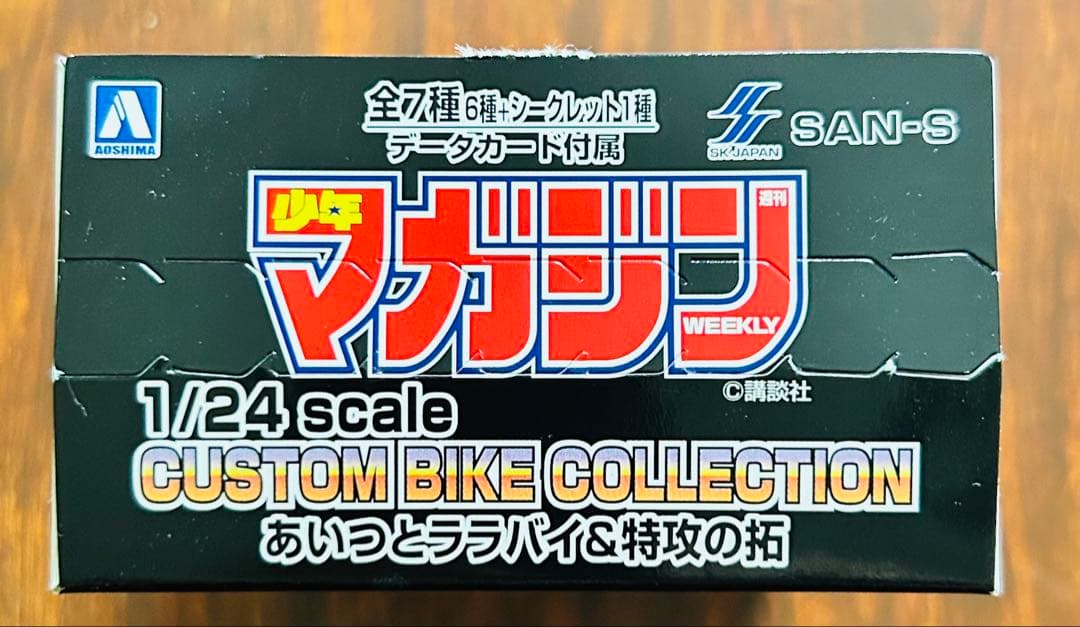 AOSHIMA
全7種 6種+シークレット1種
データカード付属
SK JAPAN
SAN-S
少年
マガジン
週刊
WEEKLY
©講談社
1/24 scale
CUSTOM BIKE COLLECTION
あいつとララバイ&特攻の拓